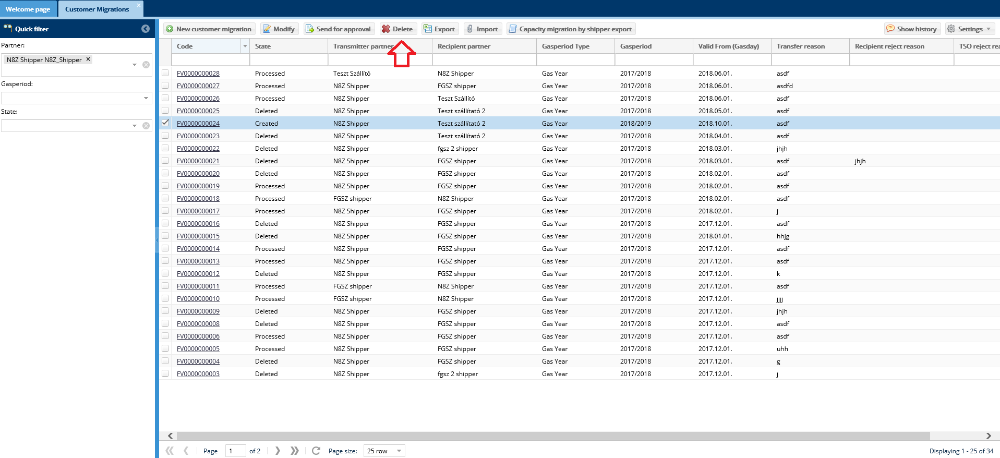 Welcome page Customer Migrations
Quick filter
Partner:
N8Z Shipper N8Z_Shipper
Gasperiod:
State:
New customer migration Modify Send for approval Delete Export Import Capacity migration by shipper export Show history Settings
Code State Transmitter partner Recipient partner Gasperiod Type Gasperiod Valid From (Gasday) Transfer reason Recipient reject reason TSO reject rea
FV0000000028 Processed Teszt Szállító N8Z Shipper Gas Year 2017/2018 2018.06.01. asdf
FV0000000027 Processed N8Z Shipper FGSZ shipper Gas Year 2017/2018 2018.06.01. asdfd
FV0000000026 Processed N8Z Shipper Teszt Szállító Gas Year 2017/2018 2018.06.01. asdf
FV0000000025 Deleted N8Z Shipper Teszt szállítató 2 Gas Year 2017/2018 2018.05.01. asdf
FV0000000024 Created N8Z Shipper Teszt szállítató 2 Gas Year 2018/2019 2018.10.01. asdf
FV0000000023 Deleted N8Z Shipper Teszt szállítató 2 Gas Year 2017/2018 2018.04.01. asdf
FV0000000022 Deleted N8Z Shipper fgsz 2 shipper Gas Year 2017/2018 2018.03.01. jhjh
FV0000000021 Deleted N8Z Shipper FGSZ shipper Gas Year 2017/2018 2018.03.01. asdf jhjh
FV0000000020 Deleted N8Z Shipper FGSZ shipper Gas Year 2017/2018 2018.02.01. asdf
FV0000000019 Processed N8Z Shipper FGSZ shipper Gas Year 2017/2018 2018.02.01. asdf
FV0000000018 Processed FGSZ shipper N8Z Shipper Gas Year 2017/2018 2018.02.01. asdf
FV0000000017 Processed N8Z Shipper FGSZ shipper Gas Year 2017/2018 2018.02.01. j
FV0000000016 Deleted N8Z Shipper FGSZ shipper Gas Year 2017/2018 2017.12.01. asdf
FV0000000015 Deleted N8Z Shipper FGSZ shipper Gas Year 2017/2018 2018.01.01. hhjg
FV0000000014 Processed N8Z Shipper FGSZ shipper Gas Year 2017/2018 2017.12.01. asdf
FV0000000013 Processed N8Z Shipper FGSZ shipper Gas Year 2017/2018 2017.12.01. asdf
FV0000000012 Deleted N8Z Shipper FGSZ shipper Gas Year 2017/2018 2017.12.01. k
FV0000000011 Processed FGSZ shipper N8Z Shipper Gas Year 2017/2018 2017.12.01. asdf
FV0000000010 Processed FGSZ shipper N8Z Shipper Gas Year 2017/2018 2017.12.01. jjjj
FV0000000009 Deleted N8Z Shipper FGSZ shipper Gas Year 2017/2018 2017.12.01. jhjh
FV0000000008 Deleted N8Z Shipper FGSZ shipper Gas Year 2017/2018 2017.12.01. asdf
FV0000000006 Processed N8Z Shipper FGSZ shipper Gas Year 2017/2018 2017.12.01. asdf
FV0000000005 Processed N8Z Shipper FGSZ shipper Gas Year 2017/2018 2017.12.01. uhh
FV0000000004 Deleted N8Z Shipper FGSZ shipper Gas Year 2017/2018 2017.12.01. g
FV0000000003 Deleted N8Z Shipper fgsz 2 shipper Gas Year 2017/2018 2017.12.01. j
Page 1 of 2 Page size: 25 row Displaying 1 - 25 of 34